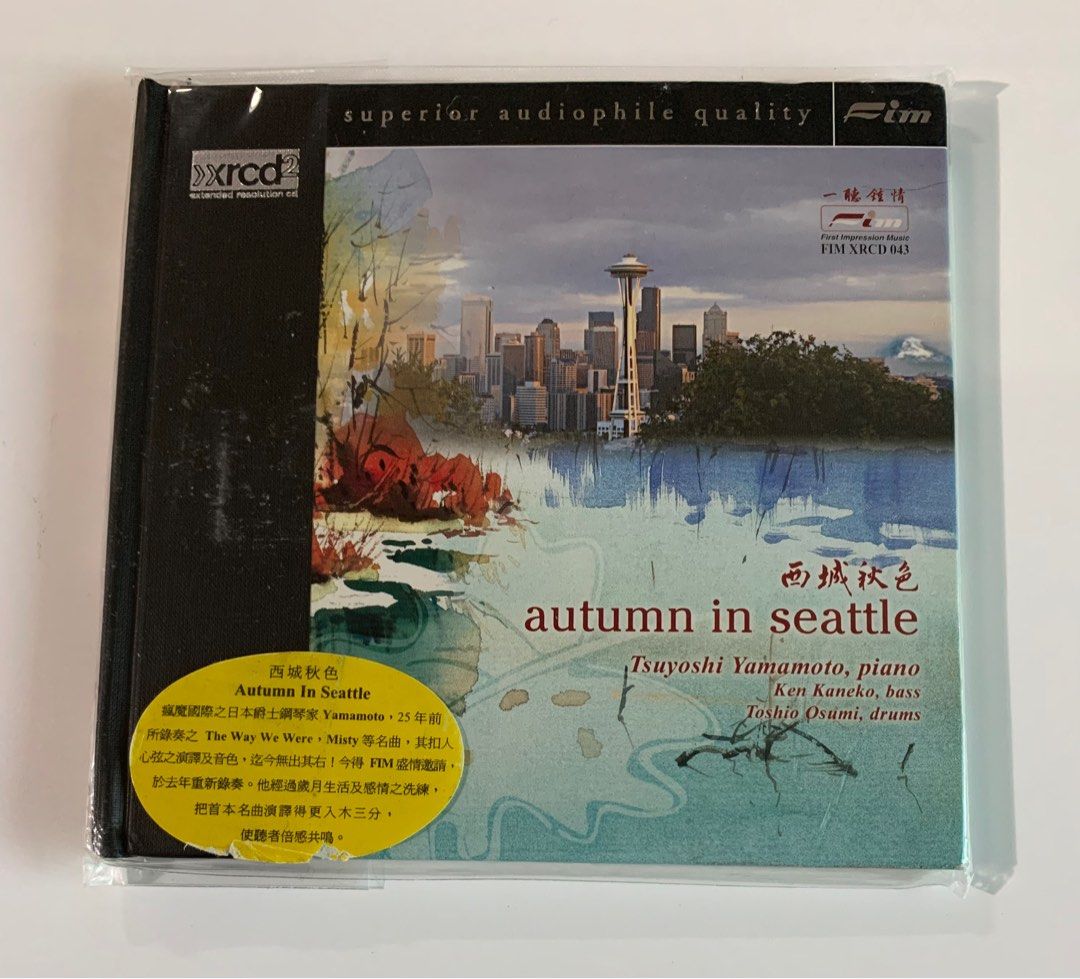 superior audiophile quality
Fim
xrcd2
extended resolution cd
一聽鍾情
Fim
First Impression Music
FIM XRCD 043
西城秋色
autumn in seattle
Tsuyoshi Yamamoto, piano
Ken Kaneko, bass
Toshio Osumi, drums
西城秋色
Autumn In Seattle
瘋魔國際之日本爵士鋼琴家 Yamamoto，25 年前
所錄奏之 The Way We Were，Misty 等名曲，其扣人
心弦之演譯及音色，迄今無出其右！今得 FIM 盛情邀請，
於去年重新錄奏。他經過歲月生活及感情之洗練，
把首本名曲演譯得更入木三分，
使聽者倍感共鳴。